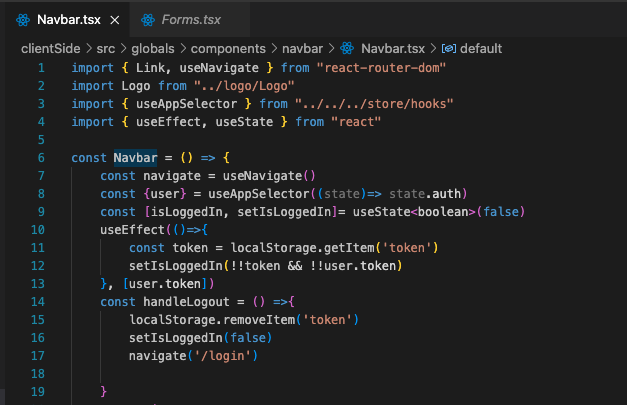 Navbar.tsx × Forms.tsx
clientSide > src > globals > components > navbar > Navbar.tsx > default
1 import { Link, useNavigate } from "react-router-dom"
2 import Logo from "../logo/Logo"
3 import { useAppSelector } from "../../../store/hooks"
4 import { useEffect, useState } from "react"
5
6 const Navbar = () => {
7 const navigate = useNavigate()
8 const {user} = useAppSelector((state)=> state.auth)
9 const [isLoggedIn, setIsLoggedIn]= useState<boolean>(false)
10 useEffect(()=>{
11 const token = localStorage.getItem('token')
12 setIsLoggedIn(!!token && !!user.token)
13 }, [user.token])
14 const handleLogout = () =>{
15 localStorage.removeItem('token')
16 setIsLoggedIn(false)
17 navigate('/login')
18
19 }